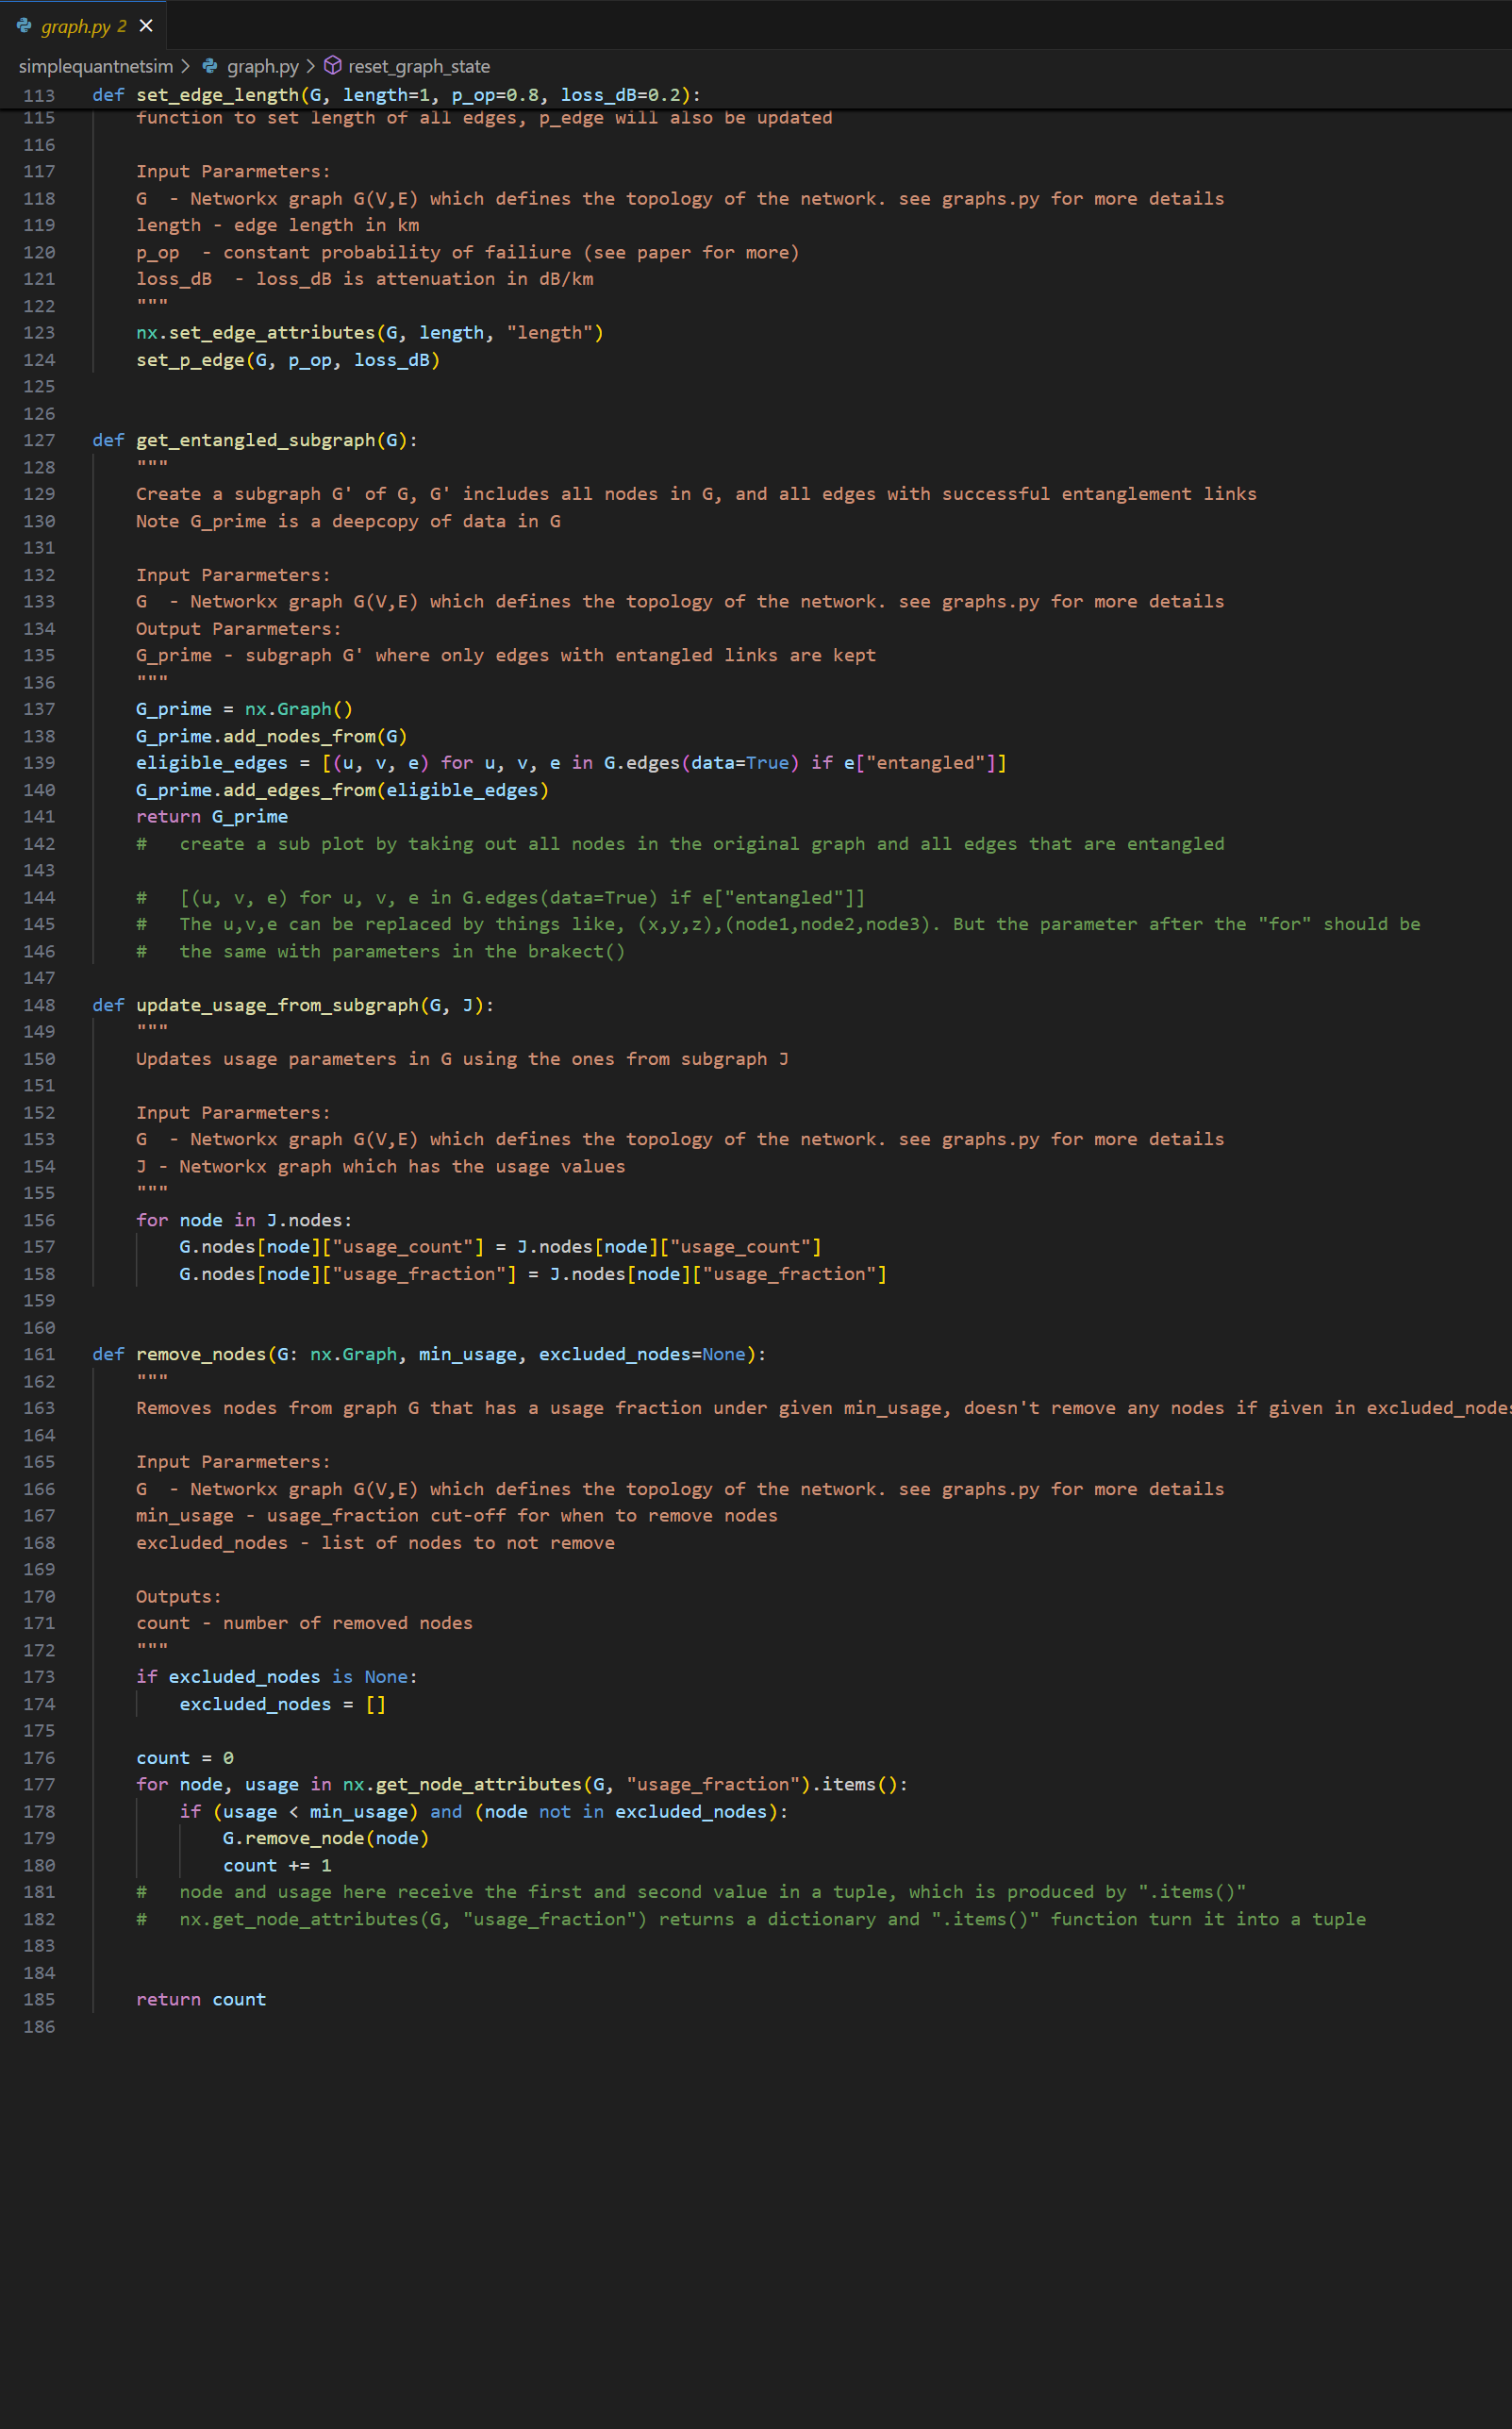 graph.py 2
simplequantnetsim > graph.py > reset_graph_state
113 def set_edge_length(G, length=1, p_op=0.8, loss_dB=0.2):
115 function to set length of all edges, p_edge will also be updated
116
117 Input Pararmeters:
118 G  - Networkx graph G(V,E) which defines the topology of the network. see graphs.py for more details
119 length - edge length in km
120 p_op  - constant probability of failiure (see paper for more)
121 loss_dB  - loss_dB is attenuation in dB/km
122 """
123 nx.set_edge_attributes(G, length, "length")
124 set_p_edge(G, p_op, loss_dB)
125
126
127 def get_entangled_subgraph(G):
128 """
129 Create a subgraph G' of G, G' includes all nodes in G, and all edges with successful entanglement links
130 Note G_prime is a deepcopy of data in G
131
132 Input Pararmeters:
133 G  - Networkx graph G(V,E) which defines the topology of the network. see graphs.py for more details
134 Output Pararmeters:
135 G_prime - subgraph G' where only edges with entangled links are kept
136 """
137 G_prime = nx.Graph()
138 G_prime.add_nodes_from(G)
139 eligible_edges = [(u, v, e) for u, v, e in G.edges(data=True) if e["entangled"]]
140 G_prime.add_edges_from(eligible_edges)
141 return G_prime
142 #   create a sub plot by taking out all nodes in the original graph and all edges that are entangled
143
144 #   [(u, v, e) for u, v, e in G.edges(data=True) if e["entangled"]]
145 #   The u,v,e can be replaced by things like, (x,y,z),(node1,node2,node3). But the parameter after the "for" should be
146 #   the same with parameters in the brakect()
147
148 def update_usage_from_subgraph(G, J):
149 """
150 Updates usage parameters in G using the ones from subgraph J
151
152 Input Pararmeters:
153 G  - Networkx graph G(V,E) which defines the topology of the network. see graphs.py for more details
154 J - Networkx graph which has the usage values
155 """
156 for node in J.nodes:
157 G.nodes[node]["usage_count"] = J.nodes[node]["usage_count"]
158 G.nodes[node]["usage_fraction"] = J.nodes[node]["usage_fraction"]
159
160
161 def remove_nodes(G: nx.Graph, min_usage, excluded_nodes=None):
162 """
163 Removes nodes from graph G that has a usage fraction under given min_usage, doesn't remove any nodes if given in excluded_nodes
164
165 Input Pararmeters:
166 G  - Networkx graph G(V,E) which defines the topology of the network. see graphs.py for more details
167 min_usage - usage_fraction cut-off for when to remove nodes
168 excluded_nodes - list of nodes to not remove
169
170 Outputs:
171 count - number of removed nodes
172 """
173 if excluded_nodes is None:
174 excluded_nodes = []
175
176 count = 0
177 for node, usage in nx.get_node_attributes(G, "usage_fraction").items():
178 if (usage < min_usage) and (node not in excluded_nodes):
179 G.remove_node(node)
180 count += 1
181 #   node and usage here receive the first and second value in a tuple, which is produced by ".items()"
182 #   nx.get_node_attributes(G, "usage_fraction") returns a dictionary and ".items()" function turn it into a tuple
183
184
185 return count
186